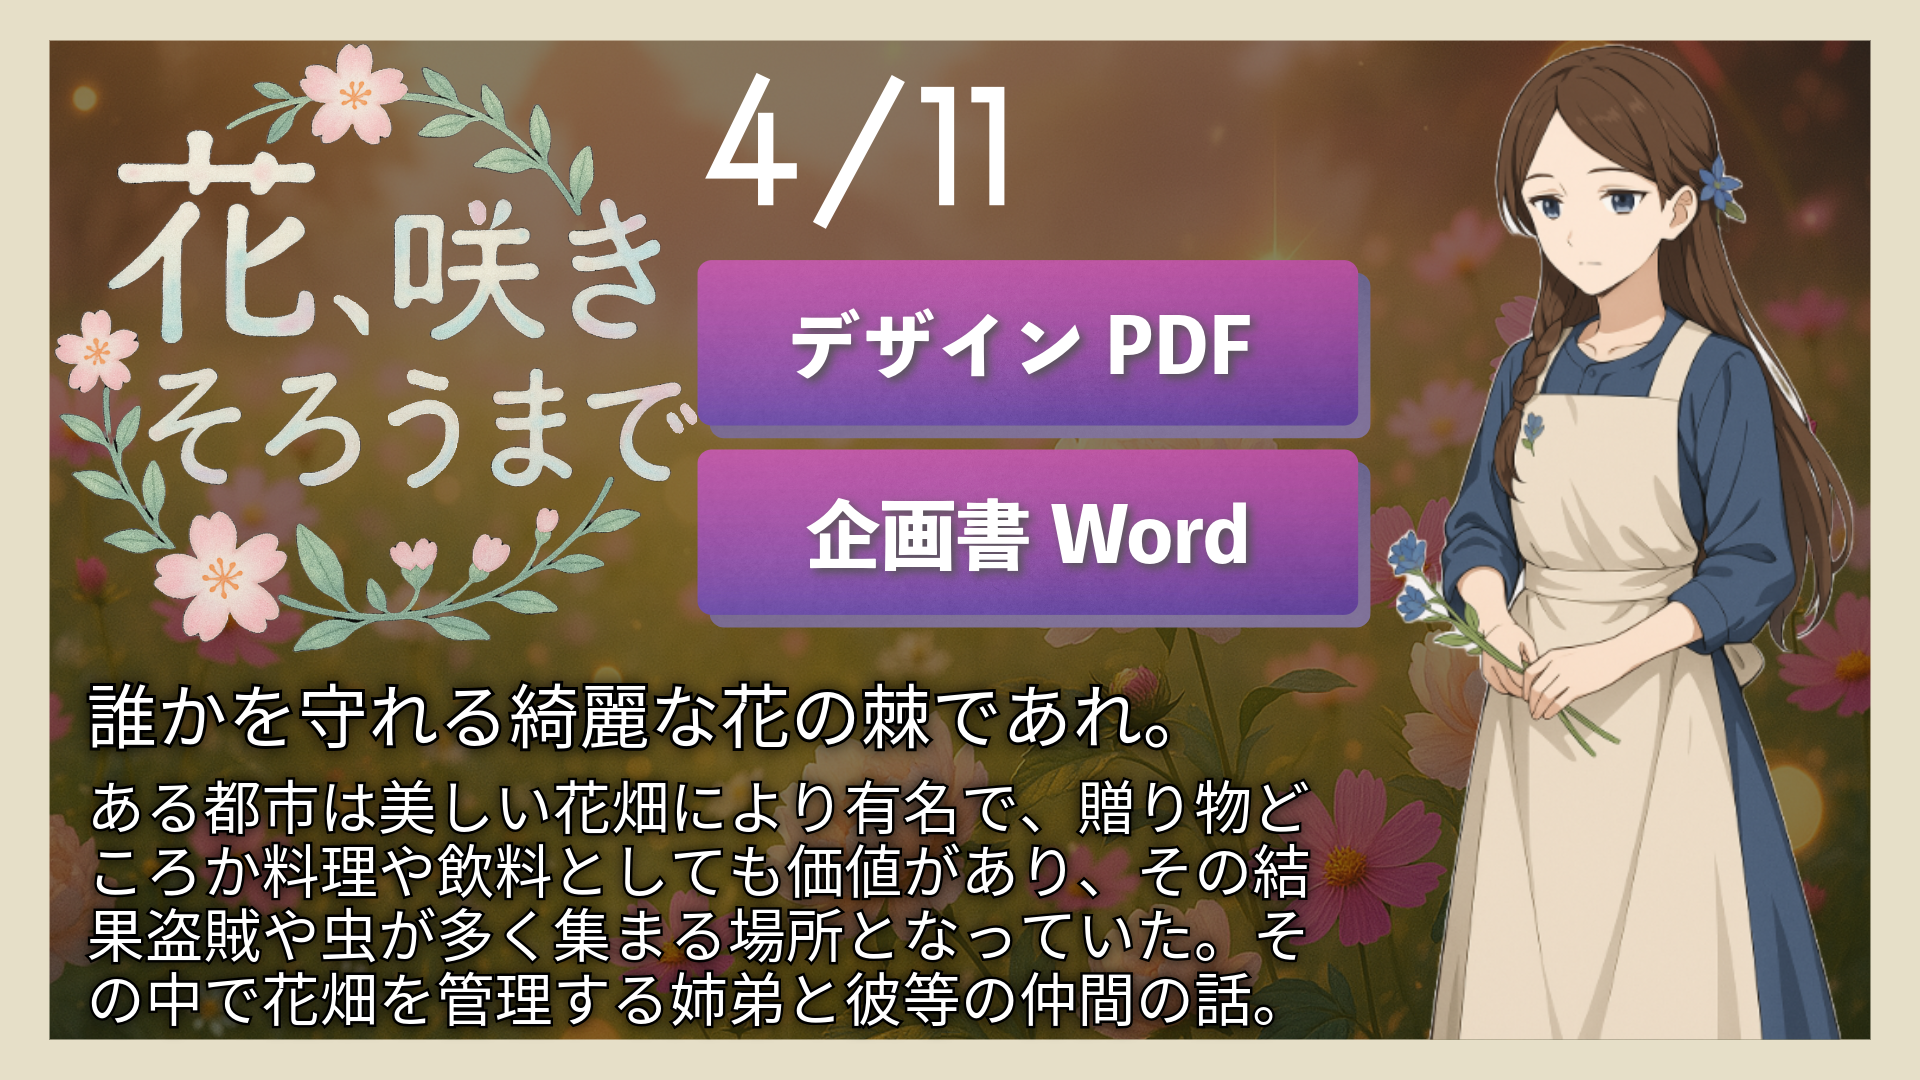 花、咲き
そろうまで
4/11
デザイン PDF
企画書 Word
誰かを守れる綺麗な花の棘であれ。
ある都市は美しい花畑により有名で、贈り物ど
ころか料理や飲料としても価値があり、その結
果盗賊や虫が多く集まる場所となっていた。そ
の中で花畑を管理する姉弟と彼等の仲間の話。